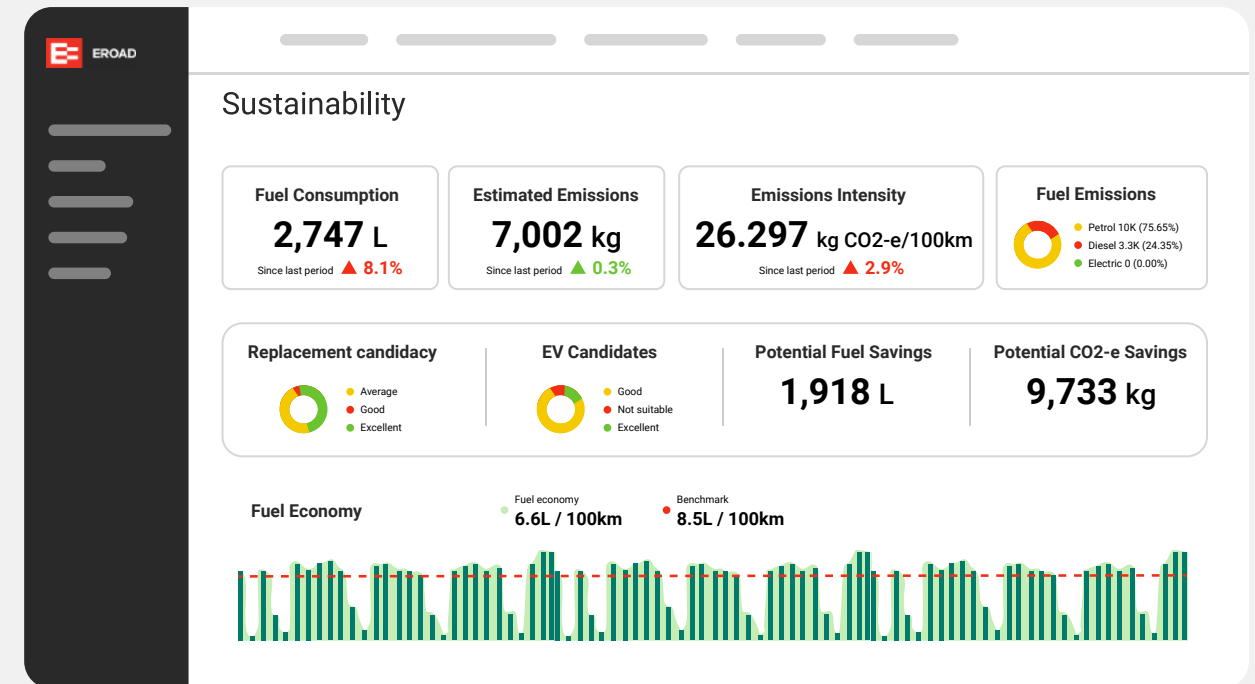 EROAD
Sustainability
Fuel Consumption
2,747 L
Since last period 8.1%
Estimated Emissions
7,002 kg
Since last period 0.3%
Emissions Intensity
26.297 kg CO2-e/100km
Since last period 2.9%
Fuel Emissions
Petrol 10K (75.65%)
Diesel 3.3K (24.35%)
Electric 0 (0.00%)
Replacement candidacy
Average
Good
Excellent
EV Candidates
Good
Not suitable
Excellent
Potential Fuel Savings
1,918 L
Potential CO2-e Savings
9,733 kg
Fuel Economy
Fuel economy
6.6L / 100km
Benchmark
8.5L / 100km